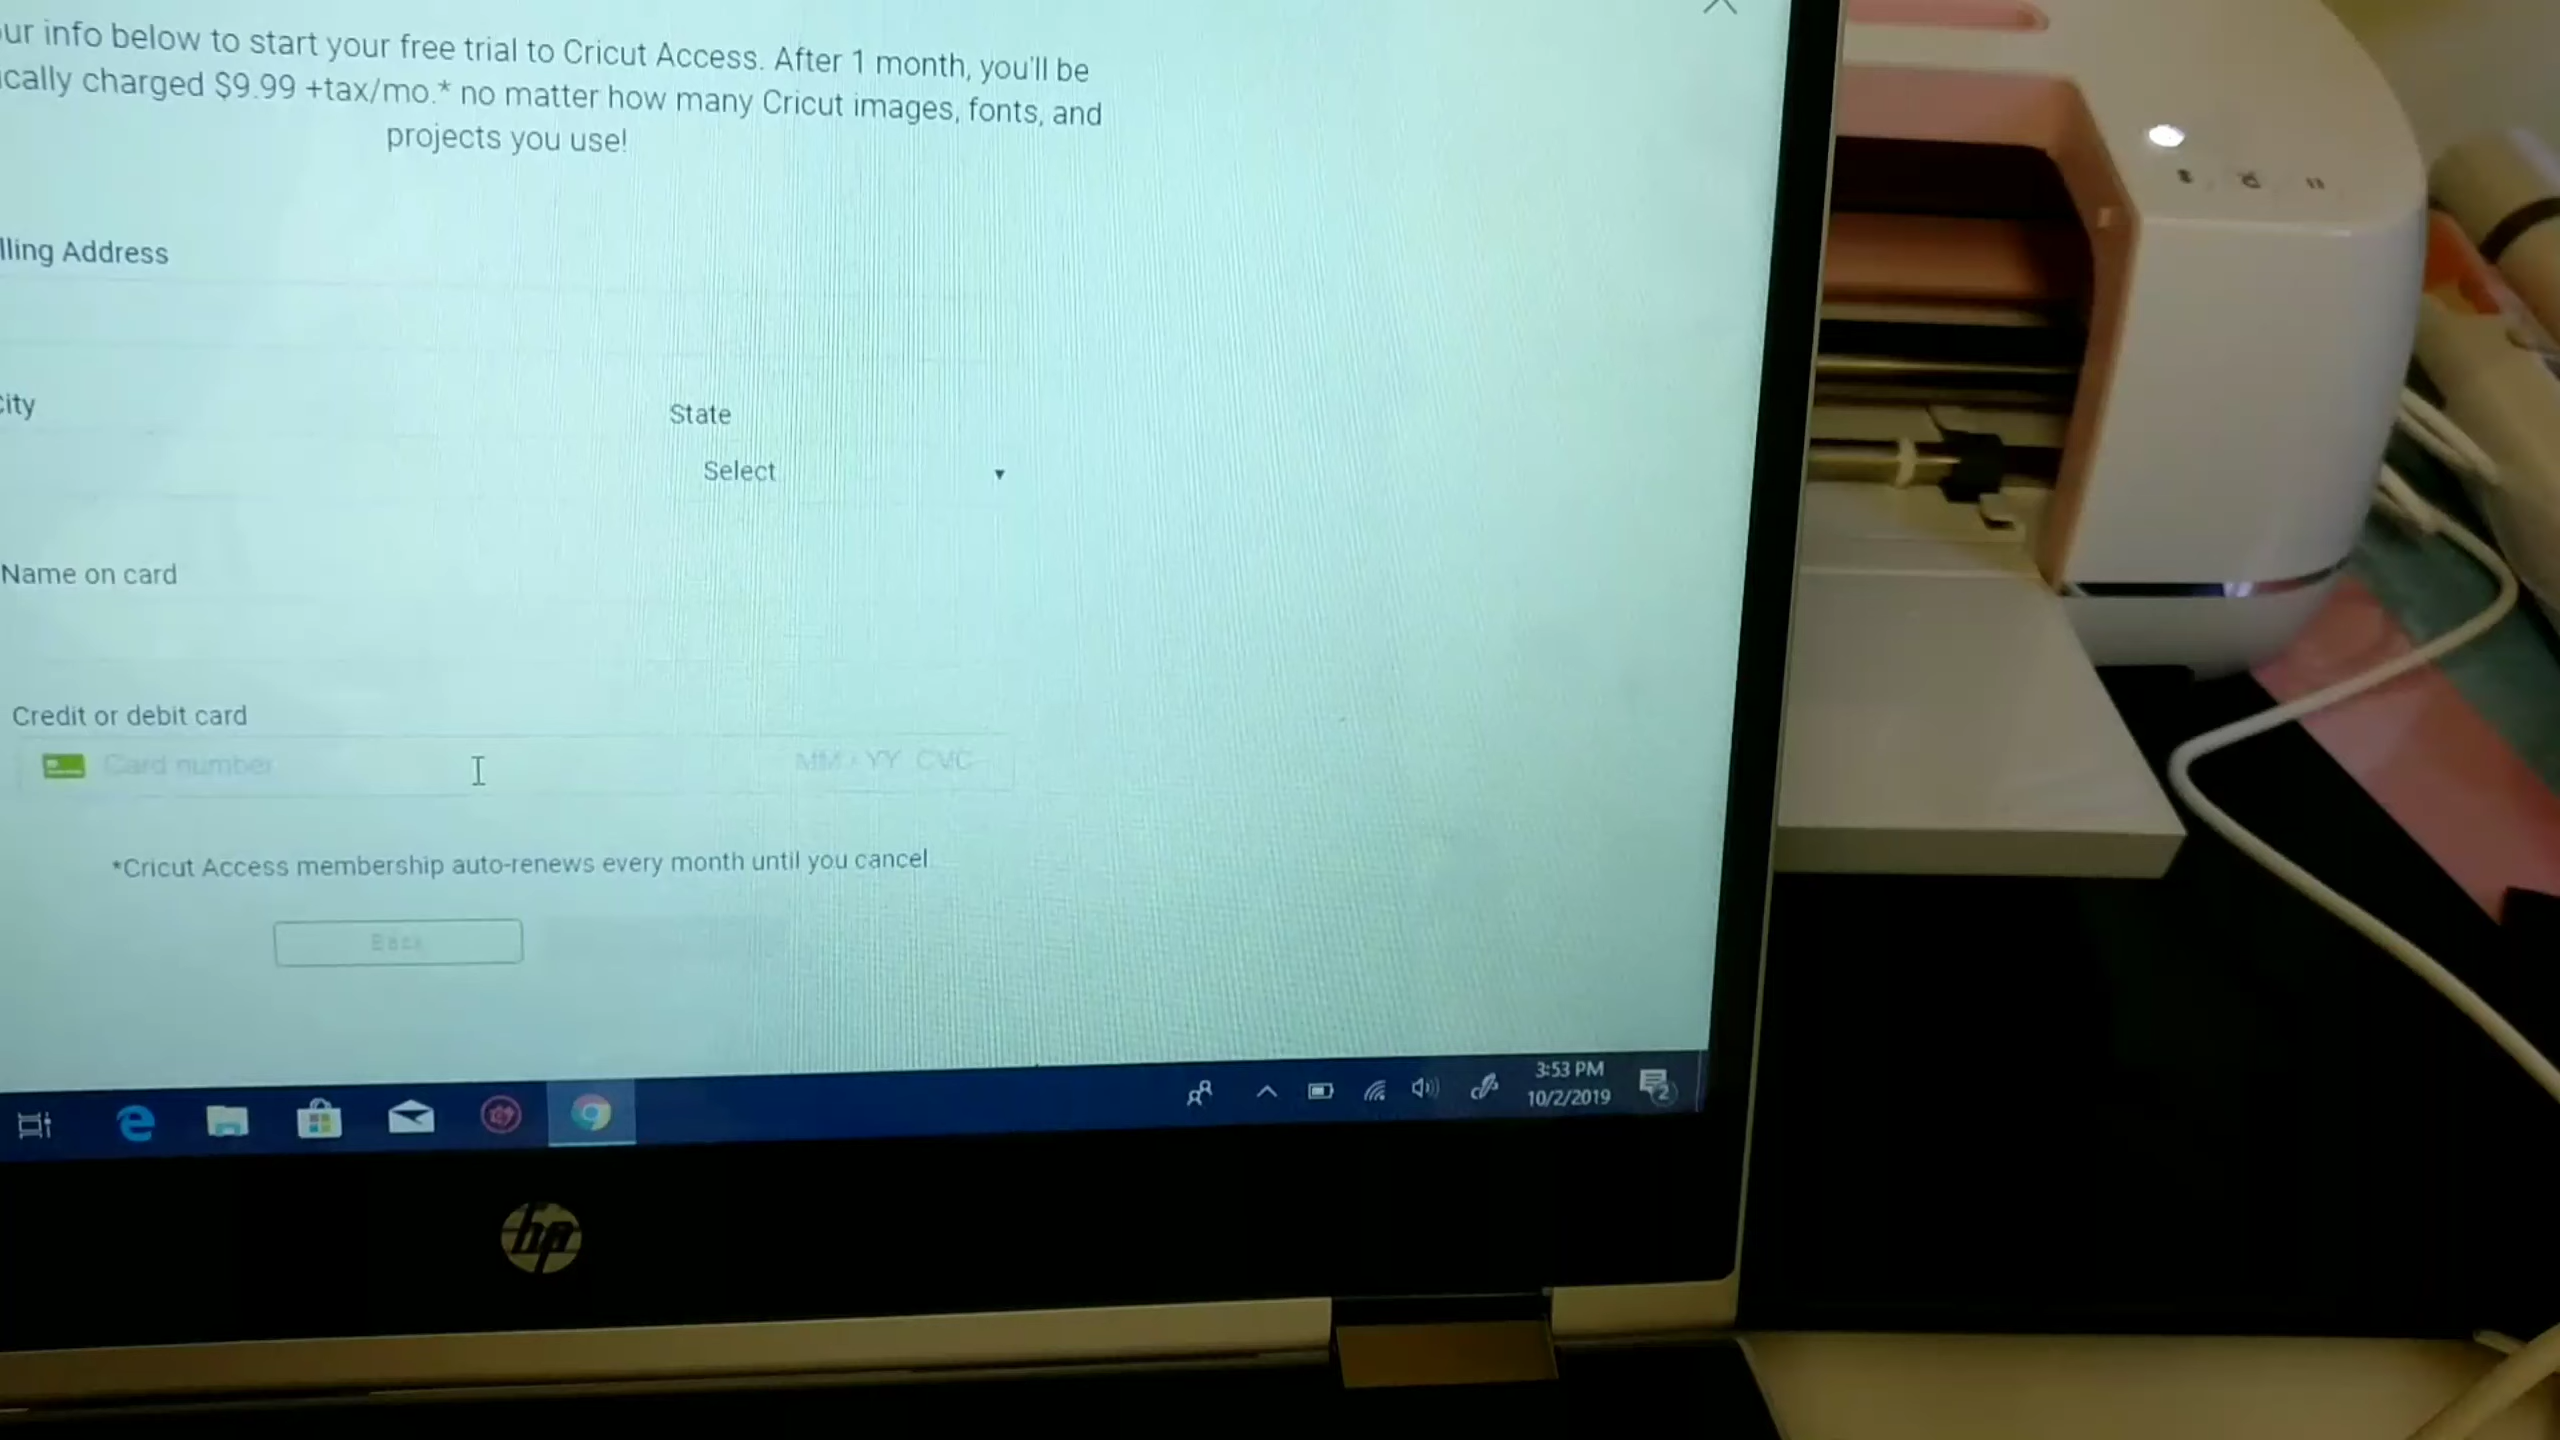 ur info below to start your free trial to Cricut Access. After 1 month, you'll be
ically charged $9.99 +tax/mo.* no matter how many Cricut images, fonts, and
projects you use!
lling Address
City
State
Select
Name on card
Credit or debit card
Card number
MM / YY CVC
*Cricut Access membership auto-renews every month until you cancel
Back
3:53 PM
10/2/2019
2
hp